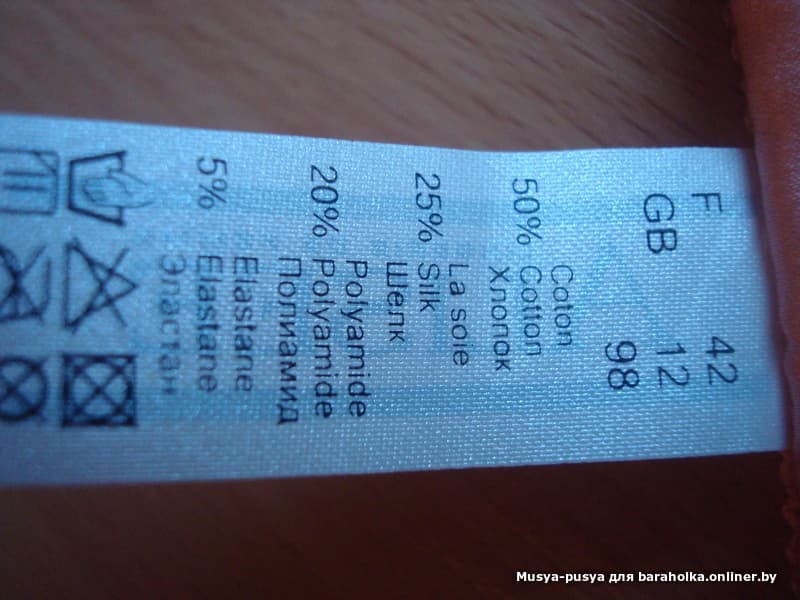 F 42
GB 12
98
Coton
50% Cotton
Хлопок
La soie
25% Silk
Шелк
Polyamide
20% Polyamide
Полиамид
Elastane
5% Elastane
Эластан
Musya-pusya для baraholka.onliner.by